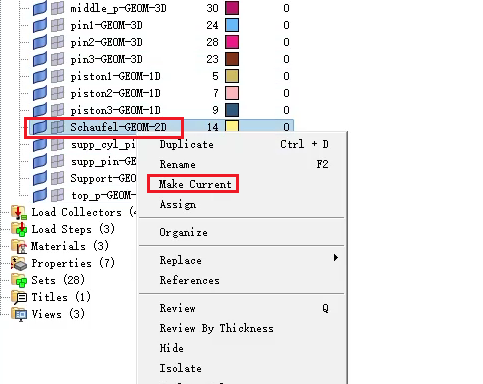 middle_p-GEOM-3D 30 0
pin1-GEOM-3D 24 0
pin2-GEOM-3D 28 0
pin3-GEOM-3D 23 0
piston1-GEOM-1D 5 0
piston2-GEOM-1D 7 0
piston3-GEOM-1D 9 0
Schaufel-GEOM-2D 14 0
supp_cyl_pi
supp_pin-GE
Support-GEO
top_p-GEOM-
Load Collectors (4
Load Steps (3)
Materials (3)
Properties (7)
Sets (28)
Titles (1)
Views (3)
Duplicate Ctrl + D
Rename F2
Make Current
Assign
Organize
Replace
References
Review Q
Review By Thickness
Hide
Isolate